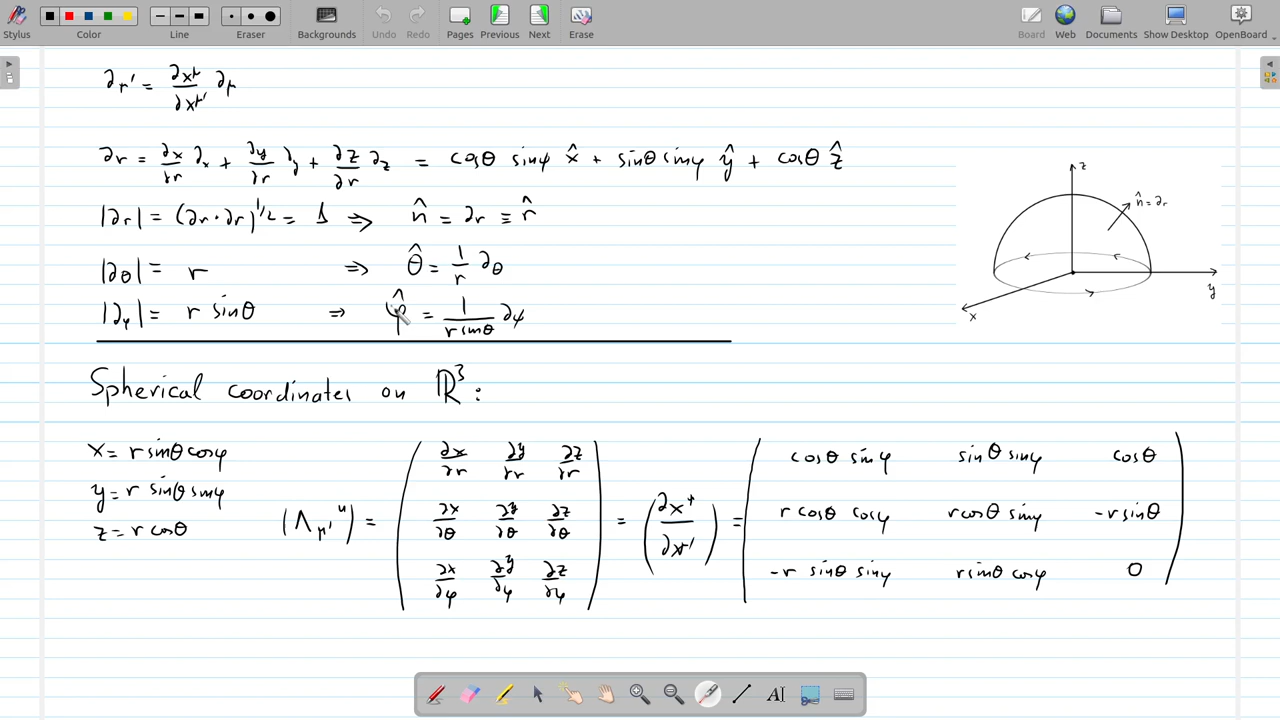 Stylus Color Line Eraser Backgrounds Undo Redo Pages Previous Next Erase Board Web Documents Show Desktop OpenBoard
∂μ' = ∂x^μ/∂x^μ' ∂μ
∂r = ∂x/∂r ∂x + ∂y/∂r ∂y + ∂z/∂r ∂z = cosθ sinφ x̂ + sinθ sinφ ŷ + cosθ ẑ
|∂r| = (∂r·∂r)^1/2 = 1 ⇒ n̂ = ∂r ≡ r̂
|∂θ| = r ⇒ θ̂ = 1/r ∂θ
|∂φ| = r sinθ ⇒ φ̂ = 1/(r sinθ) ∂φ
z
n̂ = ∂r
y
x
Spherical coordinates on ℝ³:
x = r sinθ cosφ
y = r sinθ sinφ
z = r cosθ
(Λμ'^μ) = ( ∂x/∂r ∂y/∂r ∂z/∂r
∂x/∂θ ∂y/∂θ ∂z/∂θ
∂x/∂φ ∂y/∂φ ∂z/∂φ ) = (∂x^μ/∂x^μ') =
( cosθ sinφ sinθ sinφ cosθ
r cosθ cosφ r cosθ sinφ -r sinθ
-r sinθ sinφ r sinθ cosφ 0 )
AI